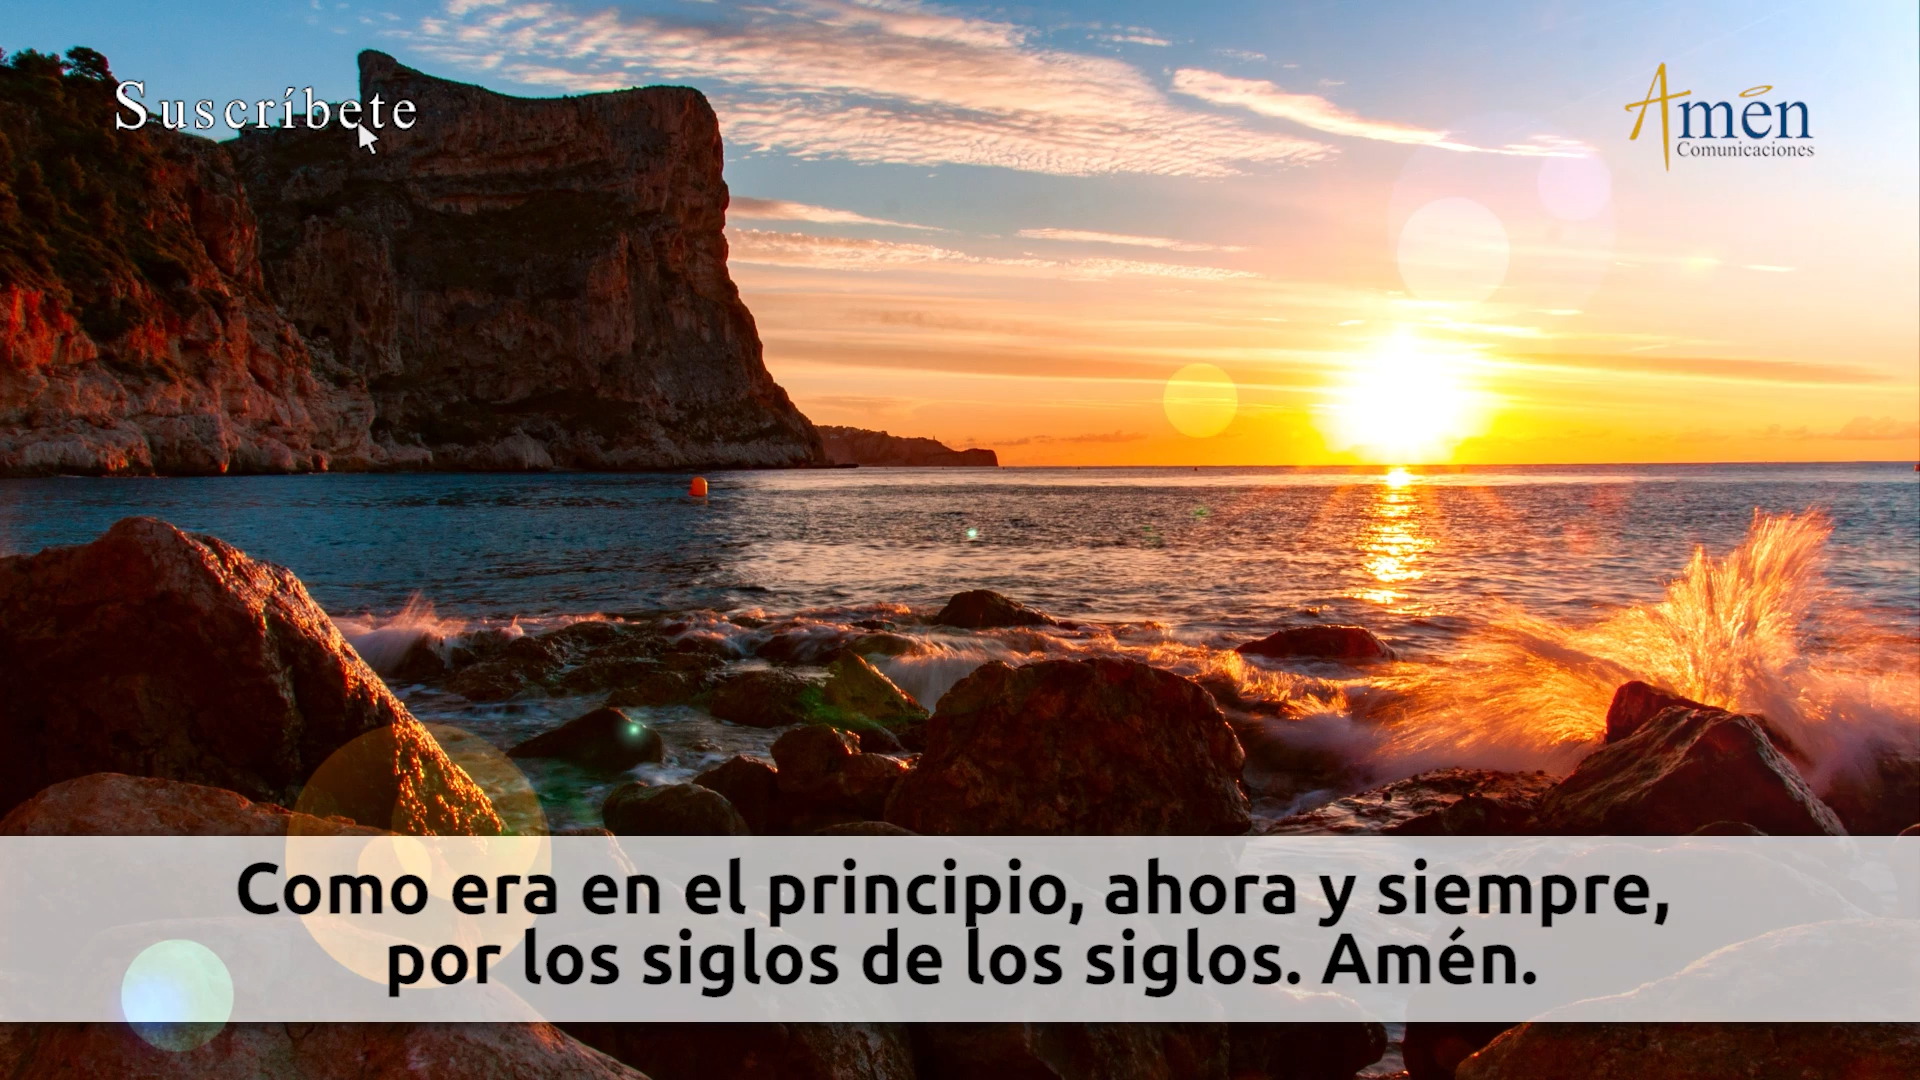 Suscríbete
Amén
Comunicaciones
Como era en el principio, ahora y siempre,
por los siglos de los siglos. Amén.